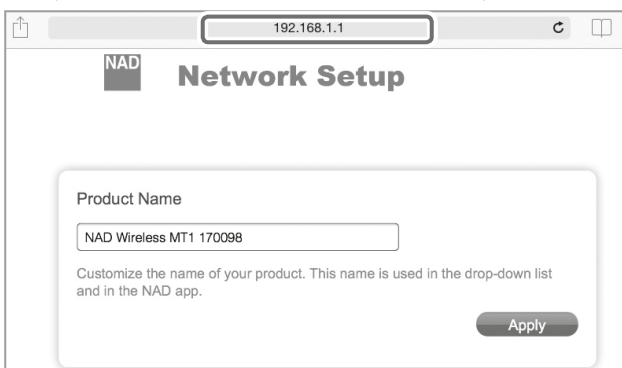 192.168.1.1
NAD
Network Setup
Product Name
NAD Wireless MT1 170098
Customize the name of your product. This name is used in the drop-down list
and in the NAD app.
Apply